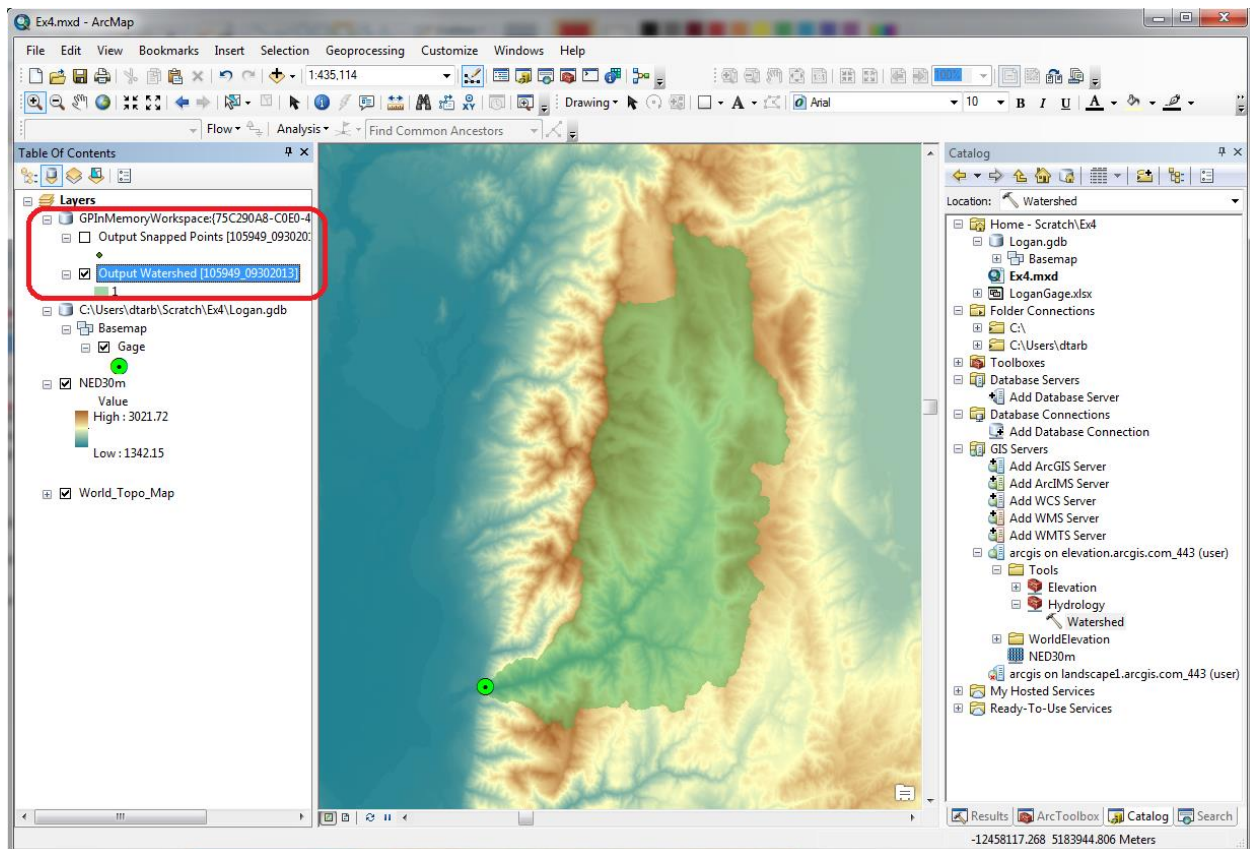 Ex4.mxd - ArcMap
File Edit View Bookmarks Insert Selection Geoprocessing Customize Windows Help
1:435,114
100%
Drawing
Arial
10
B I U A
Flow
Analysis
Find Common Ancestors
Table Of Contents
Layers
GPInMemoryWorkspace:{75C290A8-C0E0-4
Output Snapped Points [105949_0930201
Output Watershed [105949_09302013]
1
C:\Users\dtarb\Scratch\Ex4\Logan.gdb
Basemap
Gage
NED30m
Value
High : 3021.72
Low : 1342.15
World_Topo_Map
Catalog
Location: Watershed
Home - Scratch\Ex4
Logan.gdb
Basemap
Ex4.mxd
LoganGage.xlsx
Folder Connections
C:\
C:\Users\dtarb
Toolboxes
Database Servers
Add Database Server
Database Connections
Add Database Connection
GIS Servers
Add ArcGIS Server
Add ArcIMS Server
Add WCS Server
Add WMS Server
Add WMTS Server
arcgis on elevation.arcgis.com_443 (user)
Tools
Elevation
Hydrology
Watershed
WorldElevation
NED30m
arcgis on landscape1.arcgis.com_443 (user)
My Hosted Services
Ready-To-Use Services
Results ArcToolbox Catalog Search
-12458117.268 5183944.806 Meters